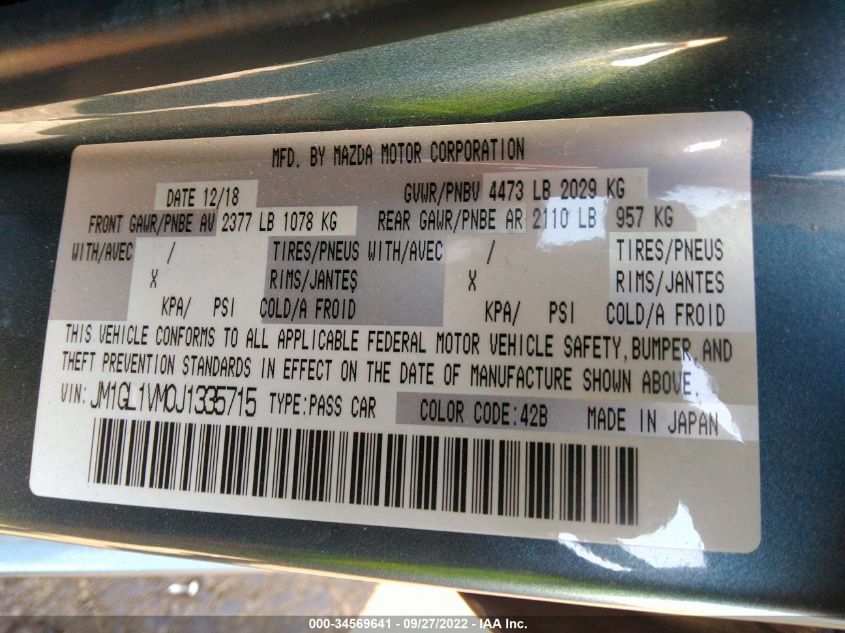 MFD. BY MAZDA MOTOR CORPORATION
DATE 12/18 GVWR/PNBV 4473 LB 2029 KG
FRONT GAWR/PNBE AV 2377 LB 1078 KG REAR GAWR/PNBE AR 2110 LB 957 KG
WITH/AVEC / TIRES/PNEUS WITH/AVEC / TIRES/PNEUS
X RIMS/JANTES X RIMS/JANTES
KPA/ PSI COLD/A FROID KPA/ PSI COLD/A FROID
THIS VEHICLE CONFORMS TO ALL APPLICABLE FEDERAL MOTOR VEHICLE SAFETY, BUMPER, AND
THEFT PREVENTION STANDARDS IN EFFECT ON THE DATE OF MANUFACTURE SHOWN ABOVE.
VIN: JM1GL1VM0J1335715 TYPE:PASS CAR COLOR CODE:42B MADE IN JAPAN
000-34569641 - 09/27/2022 - IAA Inc.